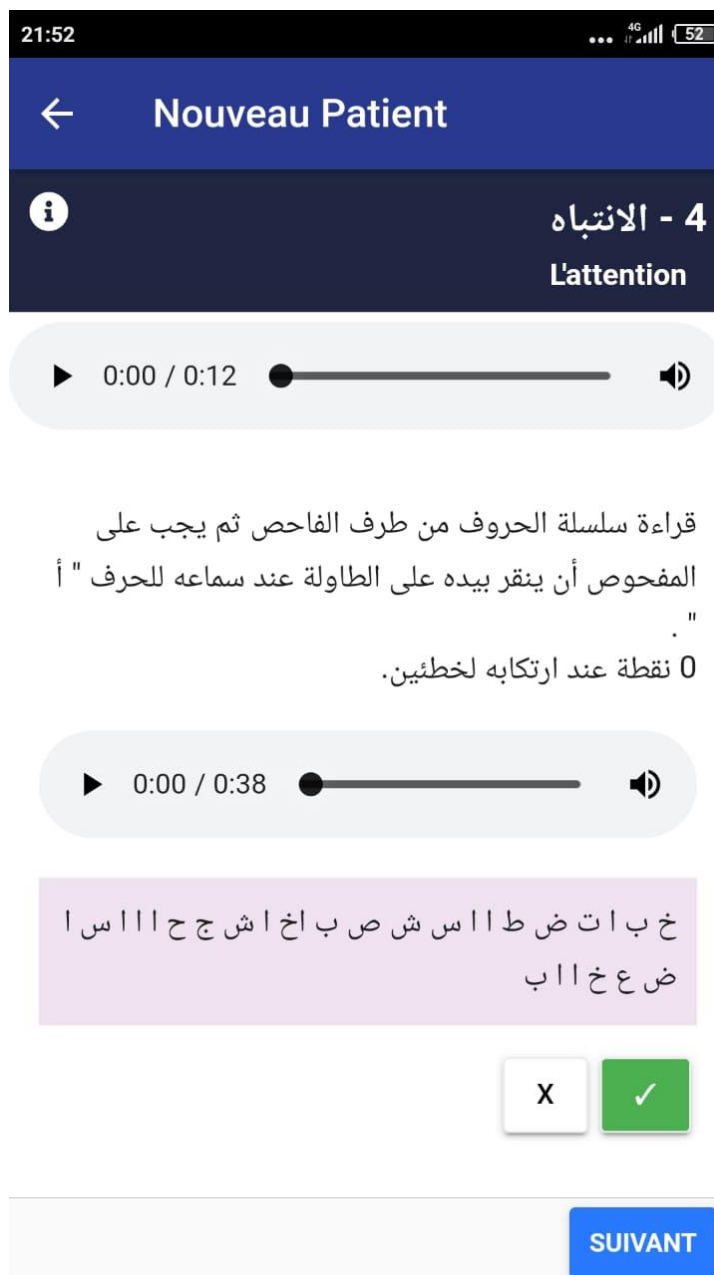 21:52
4G
52
Nouveau Patient
4 - الانتباه
L'attention
0:00 / 0:12
قراءة سلسلة الحروف من طرف الفاحص ثم يجب على
المفحوص أن ينقر بيده على الطاولة عند سماعه للحرف " أ
" .
0 نقطة عند ارتكابه لخطئين.
0:00 / 0:38
خ ب ا ت ض ط ا ا س ش ص ب اخ ا ش ج ح ا ا ا س ا
ض ع خ ا ا ب
X
✓
SUIVANT